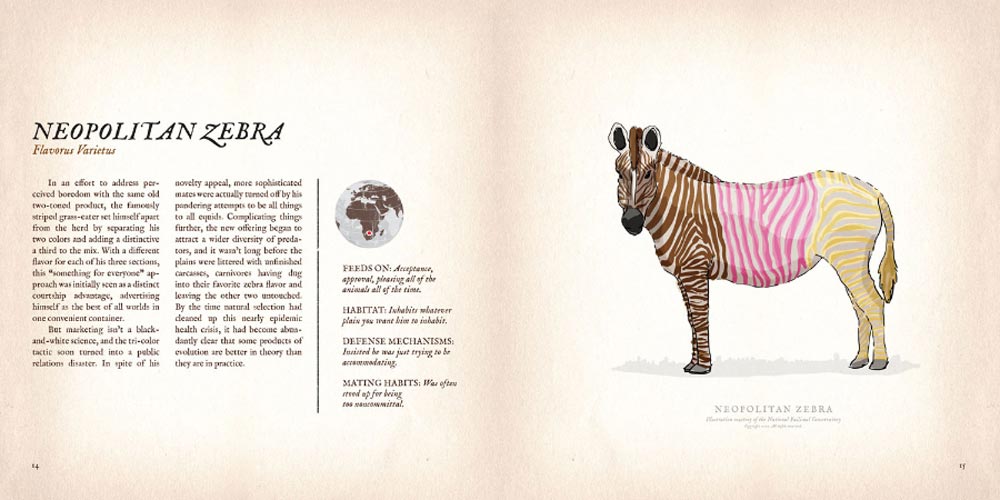 NEOPOLITAN ZEBRA
Flavorus Varietus
In an effort to address per-
ceived boredom with the same old
two-toned product, the famously
striped grass-eater set himself apart
from the herd by separating his
two colors and adding a distinctive
a third to the mix. With a different
flavor for each of his three sections,
this "something for everyone" ap-
proach was initially seen as a distinct
courtship advantage, advertising
himself as the best of all worlds in
one convenient container.
But marketing isn't a black-
and-white science, and the tri-color
tactic soon turned into a public
relations disaster. In spite of his
novelty appeal, more sophisticated
mates were actually turned off by his
pandering attempts to be all things
to all equids. Complicating things
further, the new offering began to
attract a wider diversity of preda-
tors, and it wasn't long before the
plains were littered with unfinished
carcasses, carnivores having dug
into their favorite zebra flavor and
leaving the other two untouched.
By the time natural selection had
cleaned up this nearly epidemic
health crisis, it had become abun-
dantly clear that some products of
evolution are better in theory than
they are in practice.
FEEDS ON: Acceptance,
approval, pleasing all of the
animals all of the time.
HABITAT: Inhabits whatever
plain you want him to inhabit.
DEFENSE MECHANISMS:
Insisted he was just trying to be
accommodating.
MATING HABITS: Was often
stood up for being
too noncommittal.
14
NEOPOLITAN ZEBRA
Illustration courtesy of the National Fauxonal Conservatory
15